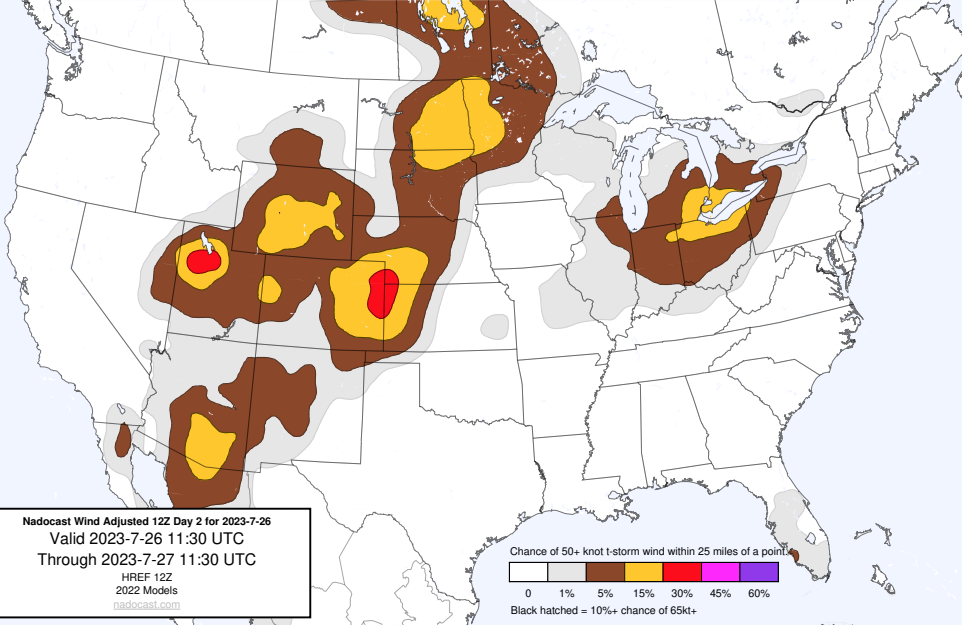 Nadocast Wind Adjusted 12Z Day 2 for 2023-7-26
Valid 2023-7-26 11:30 UTC
Through 2023-7-27 11:30 UTC
HREF 12Z
2022 Models
nadocast.com
Chance of 50+ knot t-storm wind within 25 miles of a point.
0 1% 5% 15% 30% 45% 60%
Black hatched = 10%+ chance of 65kt+